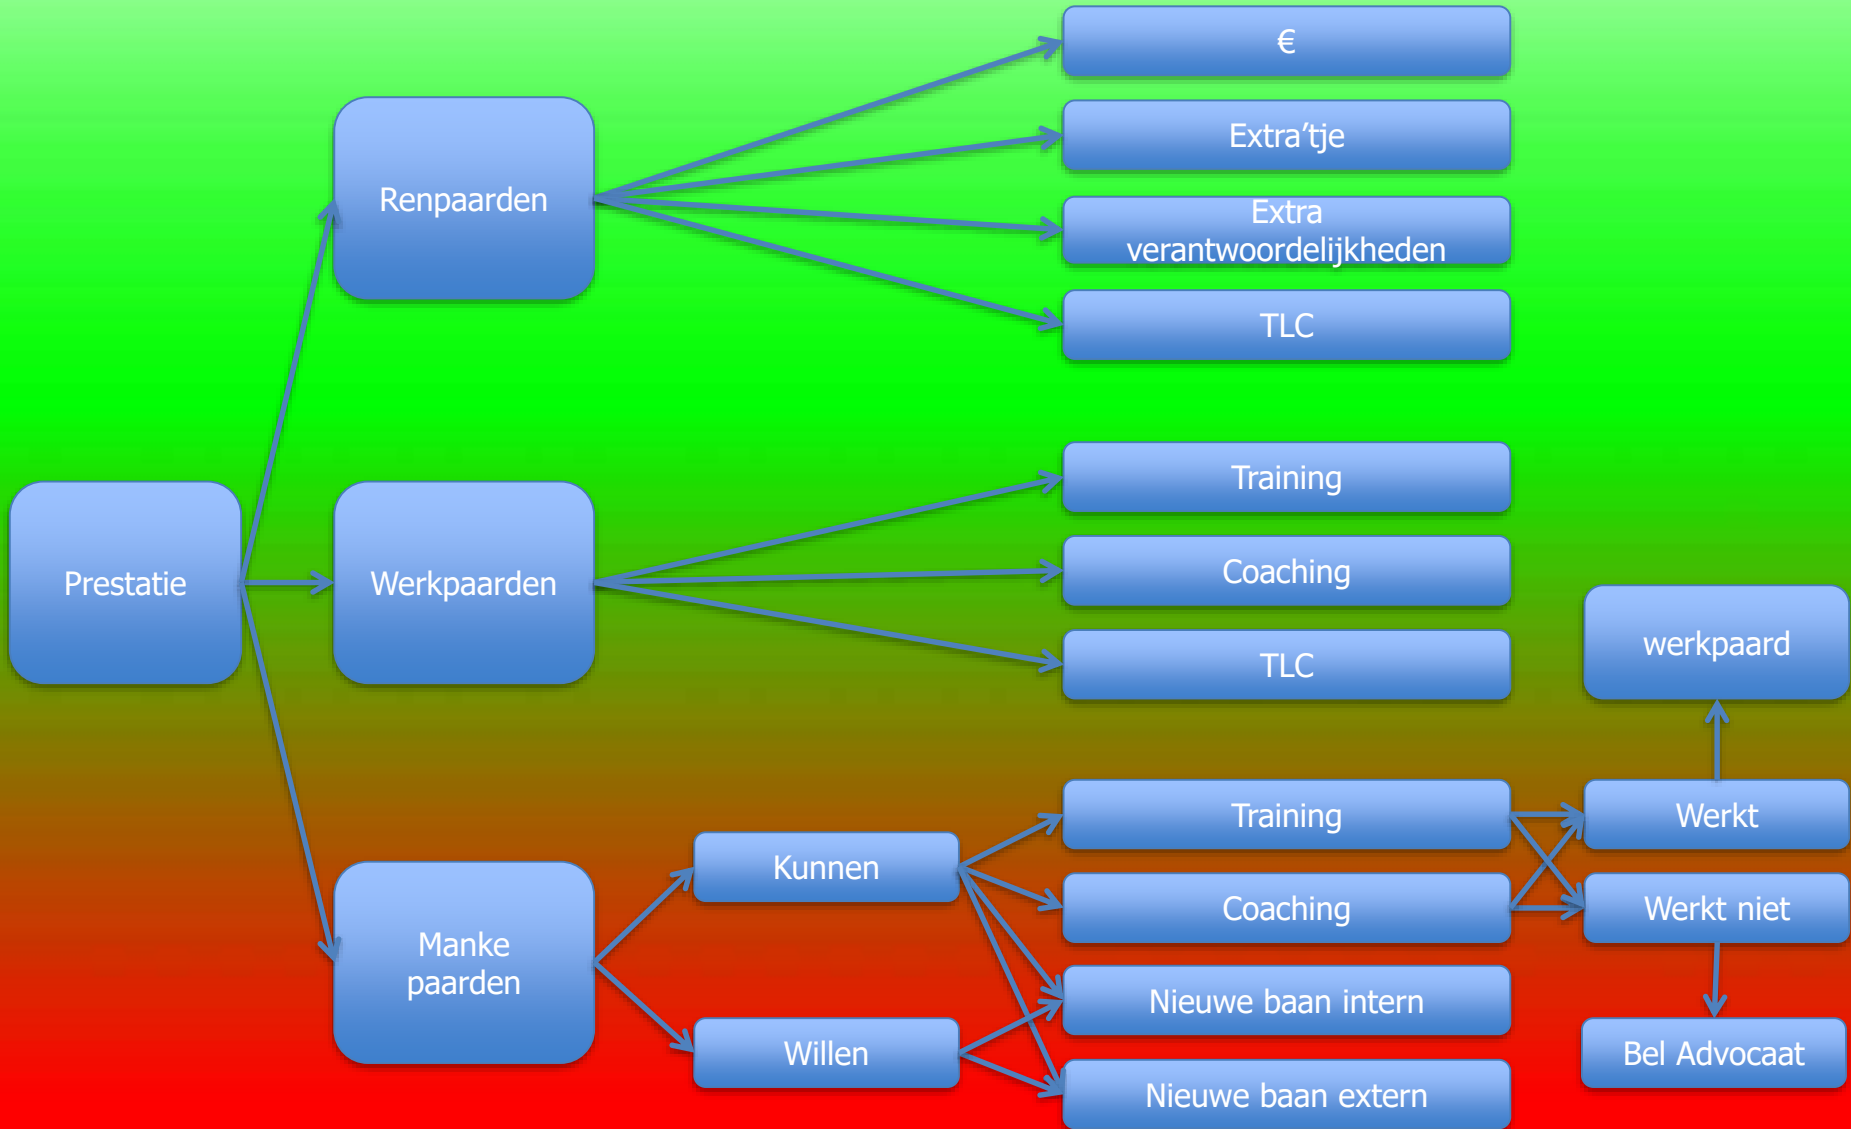 €
Extra'tje
Renpaarden
Extra
verantwoordelijkheden
TLC
Training
Prestatie
Werkpaarden
Coaching
TLC
werkpaard
Training
Werkt
Kunnen
Coaching
Werkt niet
Manke
paarden
Nieuwe baan intern
Willen
Bel Advocaat
Nieuwe baan extern